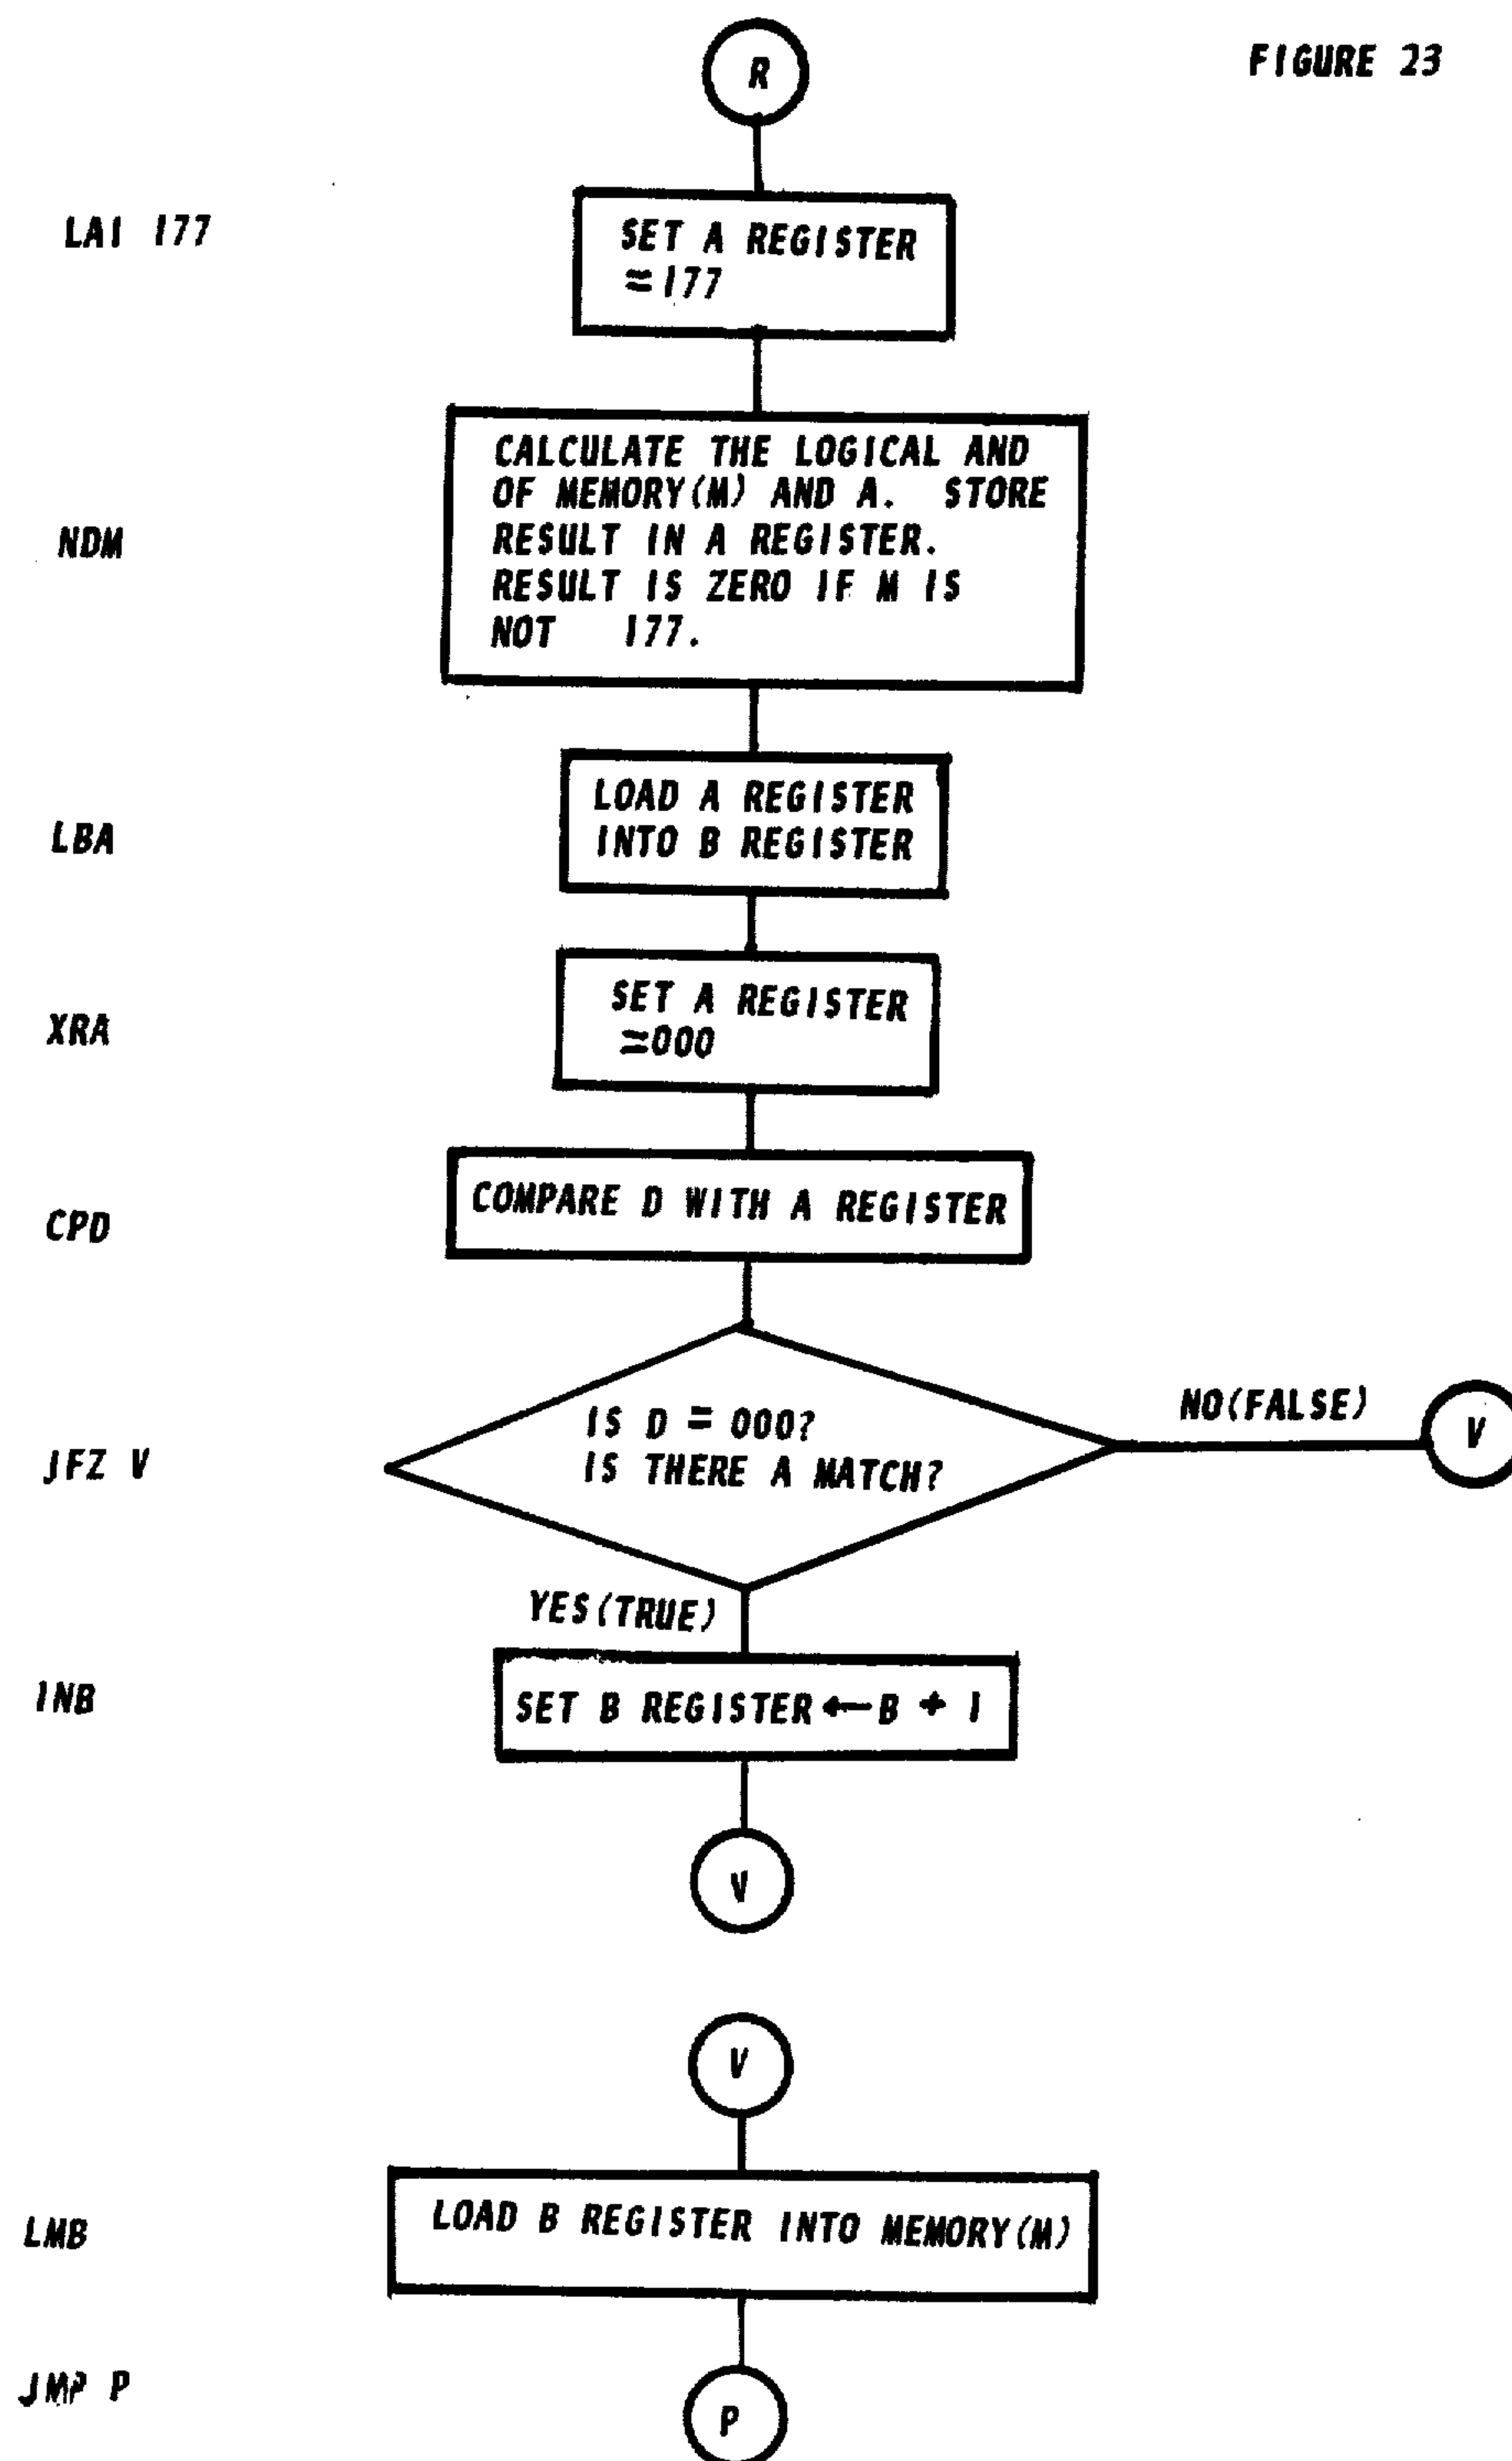 FIGURE 23
R
LAI 177
SET A REGISTER
=177
NDM
CALCULATE THE LOGICAL AND
OF MEMORY(M) AND A. STORE
RESULT IN A REGISTER.
RESULT IS ZERO IF M IS
NOT 177.
LBA
LOAD A REGISTER
INTO B REGISTER
XRA
SET A REGISTER
=000
CPD
COMPARE D WITH A REGISTER
JFZ V
IS D = 000?
IS THERE A MATCH?
NO(FALSE)
V
YES(TRUE)
INB
SET B REGISTER←B + 1
V
V
LMB
LOAD B REGISTER INTO MEMORY(M)
JMP P
P